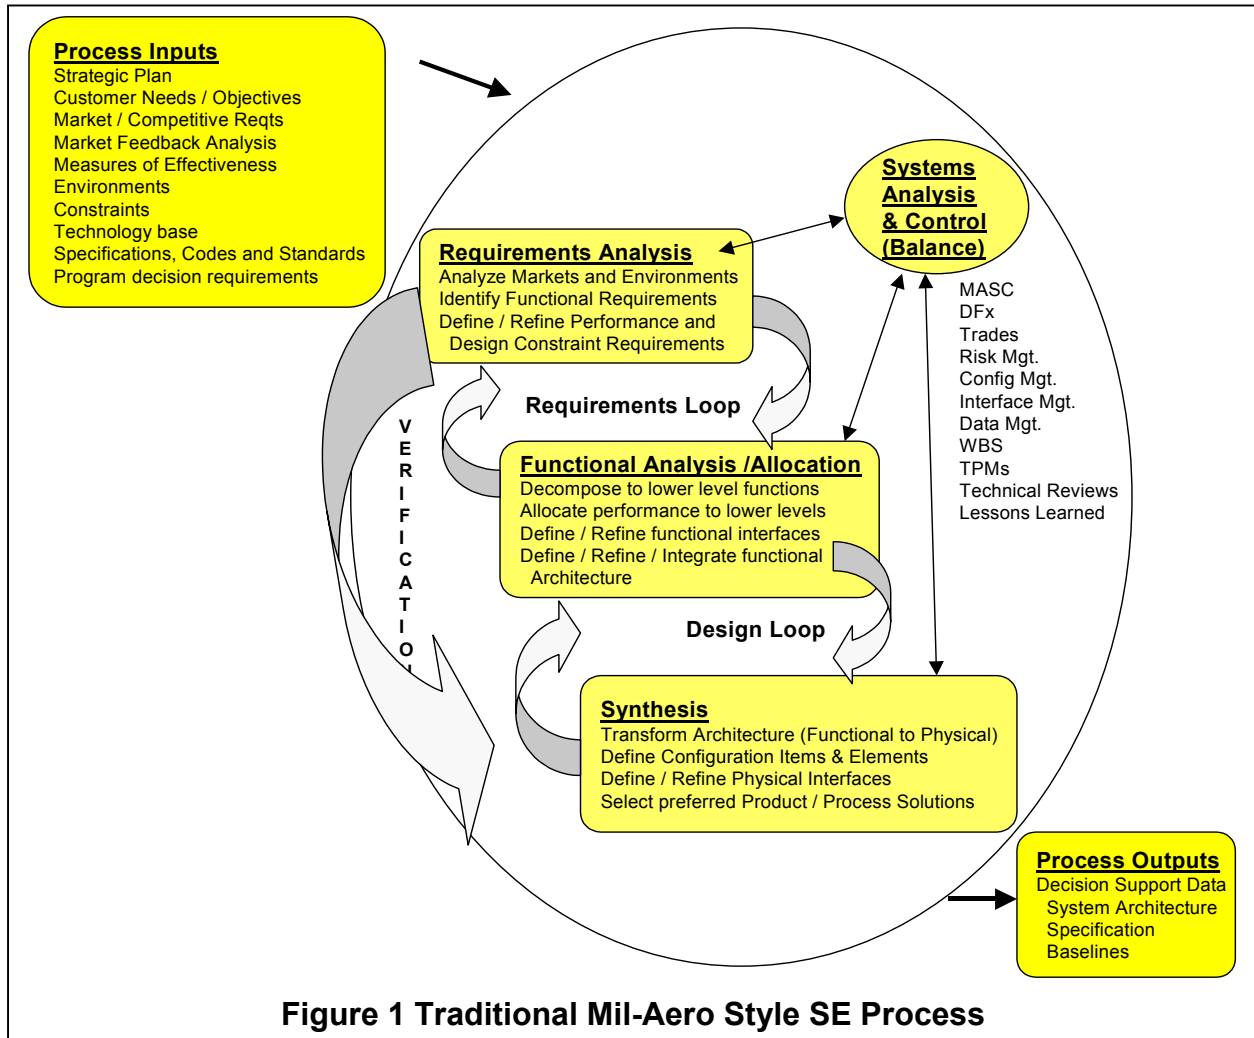 Process Inputs
Strategic Plan
Customer Needs / Objectives
Market / Competitive Reqts
Market Feedback Analysis
Measures of Effectiveness
Environments
Constraints
Technology base
Specifications, Codes and Standards
Program decision requirements
Systems
Analysis
& Control
(Balance)
MASC
DFx
Trades
Risk Mgt.
Config Mgt.
Interface Mgt.
Data Mgt.
WBS
TPMs
Technical Reviews
Lessons Learned
Requirements Analysis
Analyze Markets and Environments
Identify Functional Requirements
Define / Refine Performance and
Design Constraint Requirements
Requirements Loop
V
E
R
I
F
I
C
A
T
I
O
Functional Analysis /Allocation
Decompose to lower level functions
Allocate performance to lower levels
Define / Refine functional interfaces
Define / Refine / Integrate functional
Architecture
Design Loop
Synthesis
Transform Architecture (Functional to Physical)
Define Configuration Items & Elements
Define / Refine Physical Interfaces
Select preferred Product / Process Solutions
Process Outputs
Decision Support Data
System Architecture
Specification
Baselines
Figure 1 Traditional Mil-Aero Style SE Process